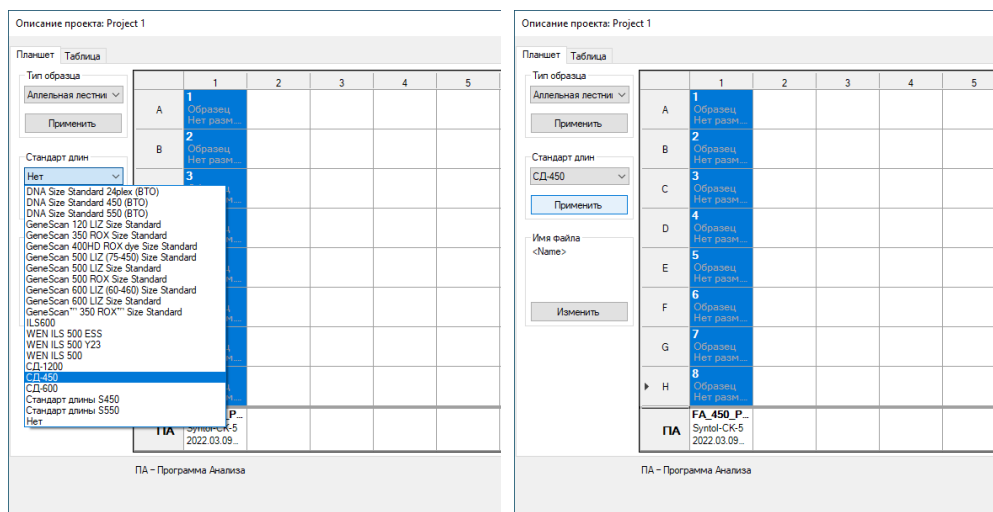 Описание проекта: Project 1
Планшет Таблица
Тип образца
Аллельная лестни
Применить
Стандарт длин
Нет
DNA Size Standard 24plex (BTO)
DNA Size Standard 450 (BTO)
DNA Size Standard 550 (BTO)
GeneScan 120 LIZ Size Standard
GeneScan 350 ROX Size Standard
GeneScan 400HD ROX dye Size Standard
GeneScan 500 LIZ (75-450) Size Standard
GeneScan 500 LIZ Size Standard
GeneScan 500 ROX Size Standard
GeneScan 600 LIZ (60-460) Size Standard
GeneScan 600 LIZ Size Standard
GeneScan™ 350 ROX™ Size Standard
ILS600
WEN ILS 500 ESS
WEN ILS 500 Y23
WEN ILS 500
СД-1200
СД-450
СД-600
Стандарт длины S450
Стандарт длины S550
Нет
1 2 3 4 5
A
1
Образец
Нет разм...
B
2
Образец
Нет разм...
3
ПА
P...
Syntol-CK-5
2022.03.09...
ПА – Программа Анализа
Описание проекта: Project 1
Планшет Таблица
Тип образца
Аллельная лестни
Применить
Стандарт длин
СД-450
Применить
Имя файла
<Name>
Изменить
1 2 3 4 5
A
1
Образец
Нет разм...
B
2
Образец
Нет разм...
C
3
Образец
Нет разм...
D
4
Образец
Нет разм...
E
5
Образец
Нет разм...
F
6
Образец
Нет разм...
G
7
Образец
Нет разм...
H
8
Образец
Нет разм...
ПА
FA_450_P...
Syntol-CK-5
2022.03.09...
ПА – Программа Анализа